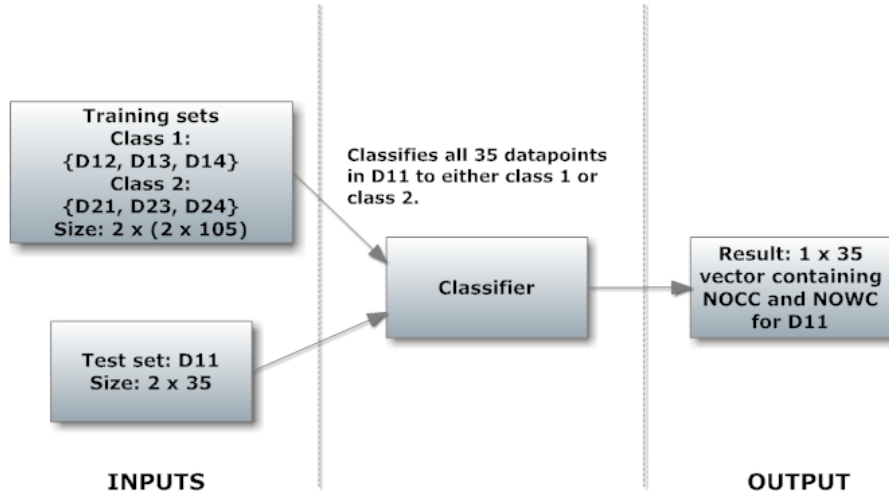 Training sets
Class 1:
{D12, D13, D14}
Class 2:
{D21, D23, D24}
Size: 2 x (2 x 105)
Test set: D11
Size: 2 x 35
INPUTS
Classifies all 35 datapoints
in D11 to either class 1 or
class 2.
Classifier
Result: 1 x 35
vector containing
NOCC and NOWC
for D11
OUTPUT